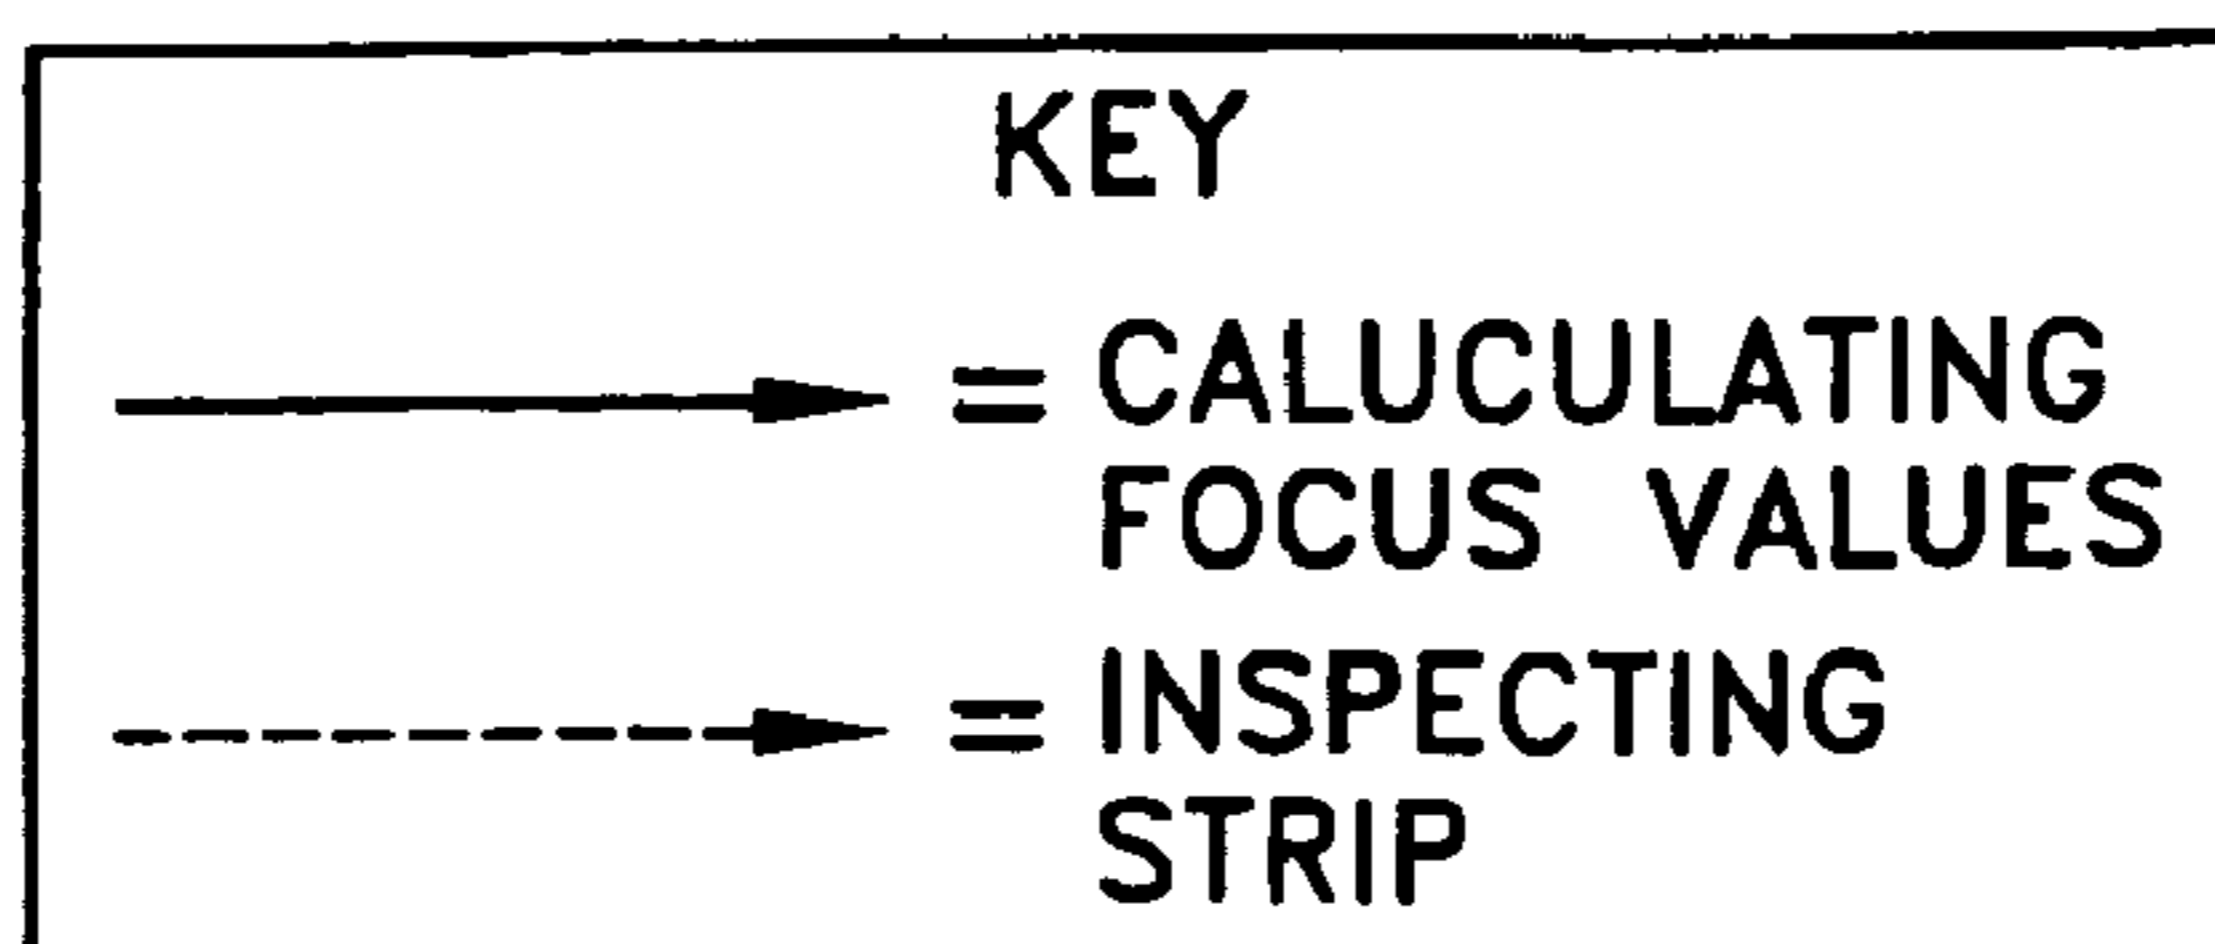 KEY
= CALUCULATING
FOCUS VALUES
= INSPECTING
STRIP